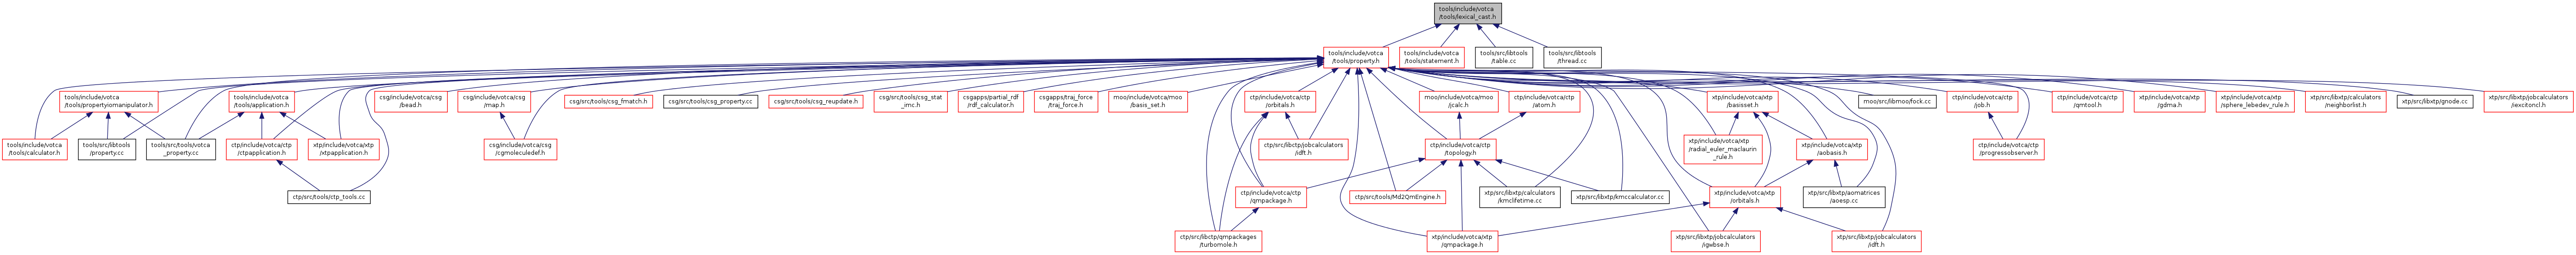 tools/include/votca
/tools/lexical_cast.h
tools/include/votca
/tools/property.h
tools/include/votca
/tools/statement.h
tools/src/libtools
/table.cc
tools/src/libtools
/thread.cc
tools/include/votca
/tools/propertyiomanipulator.h
tools/include/votca
/tools/application.h
csg/include/votca/csg
/bead.h
csg/include/votca/csg
/map.h
csg/src/tools/csg_fmatch.h
csg/src/tools/csg_property.cc
csg/src/tools/csg_reupdate.h
csg/src/tools/csg_stat
_imc.h
csgapps/partial_rdf
/rdf_calculator.h
csgapps/traj_force
/traj_force.h
moo/include/votca/moo
/basis_set.h
ctp/include/votca/ctp
/orbitals.h
moo/include/votca/moo
/jcalc.h
ctp/include/votca/ctp
/atom.h
xtp/include/votca/xtp
/basisset.h
moo/src/libmoo/fock.cc
ctp/include/votca/ctp
/job.h
ctp/include/votca/ctp
/qmtool.h
xtp/include/votca/xtp
/gdma.h
xtp/include/votca/xtp
/sphere_lebedev_rule.h
xtp/src/libxtp/calculators
/neighborlist.h
xtp/src/libxtp/qnode.cc
xtp/src/libxtp/jobcalculators
/iexcitoncl.h
tools/include/votca
/tools/calculator.h
tools/src/libtools
/property.cc
tools/src/tools/votca
_property.cc
ctp/include/votca/ctp
/ctpapplication.h
xtp/include/votca/xtp
/xtpapplication.h
csg/include/votca/csg
/cgmoleculedef.h
ctp/src/libctp/jobcalculators
/idft.h
ctp/include/votca/ctp
/topology.h
xtp/include/votca/xtp
/radial_euler_maclaurin
_rule.h
xtp/include/votca/xtp
/aobasis.h
ctp/include/votca/ctp
/progressobserver.h
ctp/src/tools/ctp_tools.cc
ctp/include/votca/ctp
/qmpackage.h
ctp/src/tools/Md2QmEngine.h
xtp/src/libxtp/calculators
/kmclifetime.cc
xtp/src/libxtp/kmccalculator.cc
xtp/include/votca/xtp
/orbitals.h
xtp/src/libxtp/aomatrices
/aoesp.cc
ctp/src/libctp/qmpackages
/turbomole.h
xtp/include/votca/xtp
/qmpackage.h
xtp/src/libxtp/jobcalculators
/igwbse.h
xtp/src/libxtp/jobcalculators
/idft.h